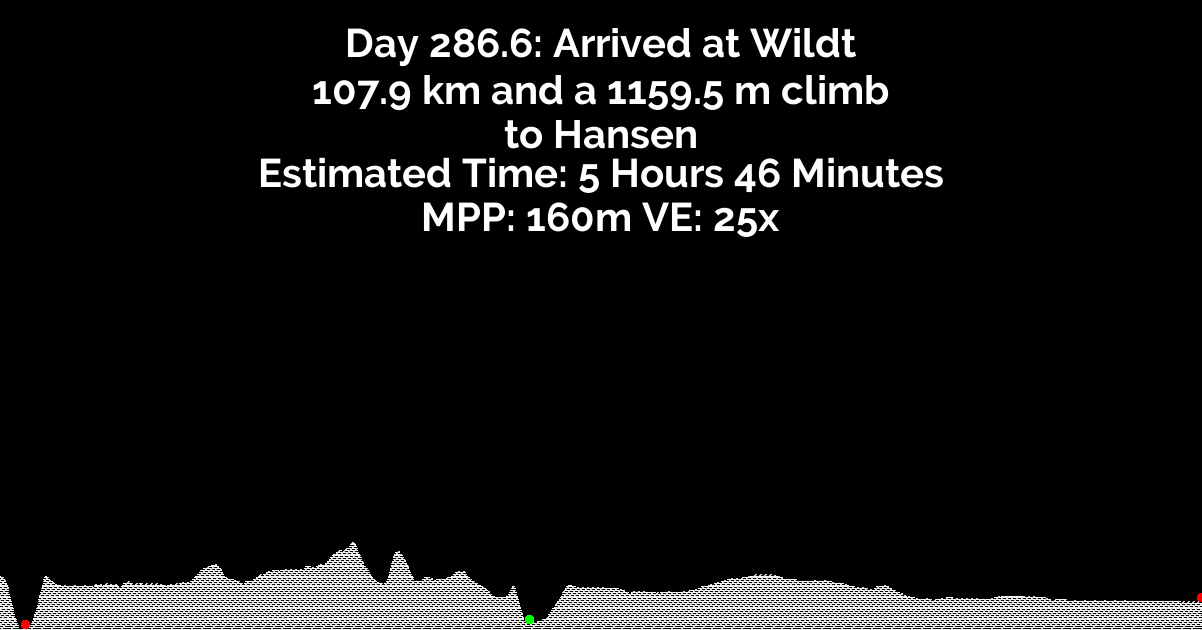 Day 286.6: Arrived at Wildt
107.9 km and a 1159.5 m climb
to Hansen
Estimated Time: 5 Hours 46 Minutes
MPP: 160m VE: 25x